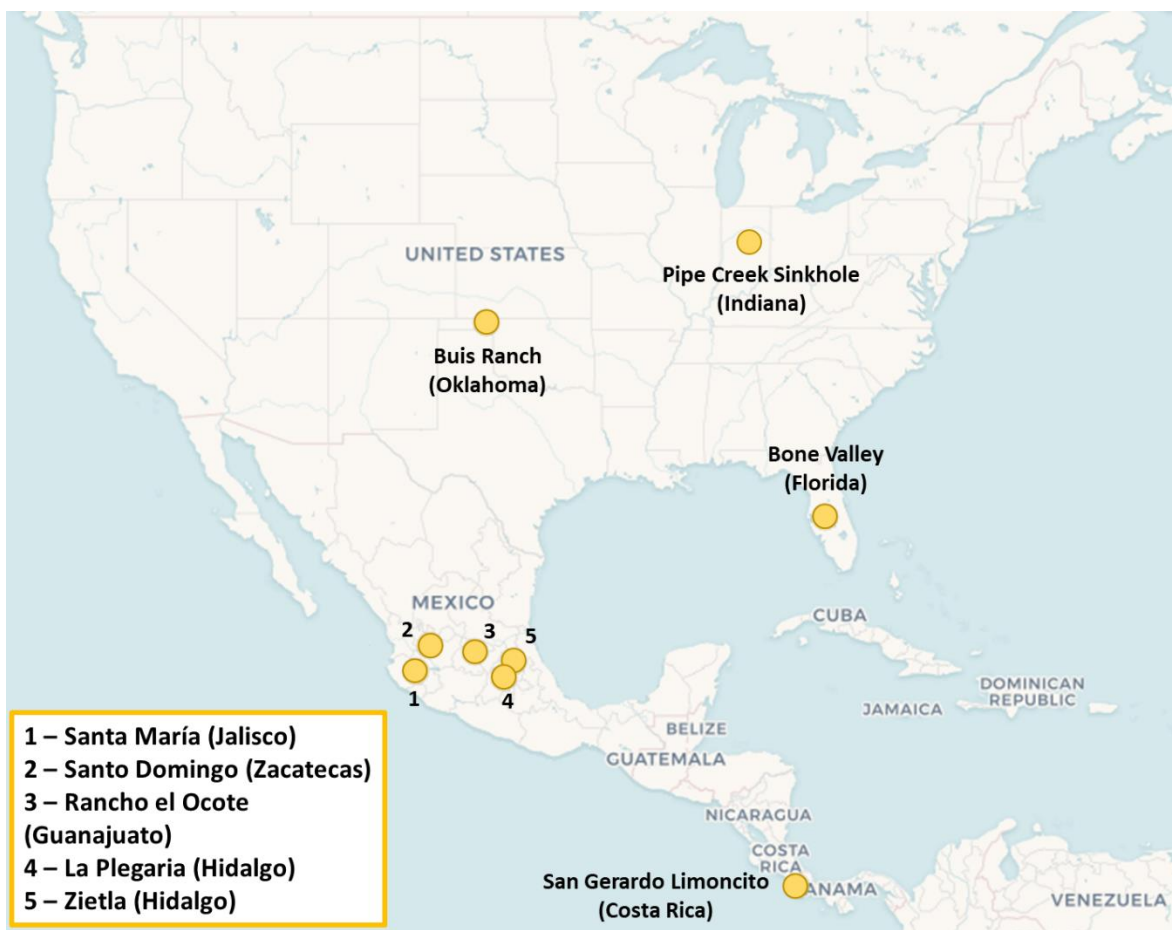 UNITED STATES
Pipe Creek Sinkhole
(Indiana)
Buis Ranch
(Oklahoma)
Bone Valley
(Florida)
MEXICO
2
3
5
1
4
CUBA
DOMINICAN
REPUBLIC
JAMAICA
BELIZE
GUATEMALA
NICARAGUA
COSTA
RICA
San Gerardo Limoncito
(Costa Rica)
ANAMA
VENEZUELA
1 – Santa María (Jalisco)
2 – Santo Domingo (Zacatecas)
3 – Rancho el Ocote
(Guanajuato)
4 – La Plegaria (Hidalgo)
5 – Zietla (Hidalgo)